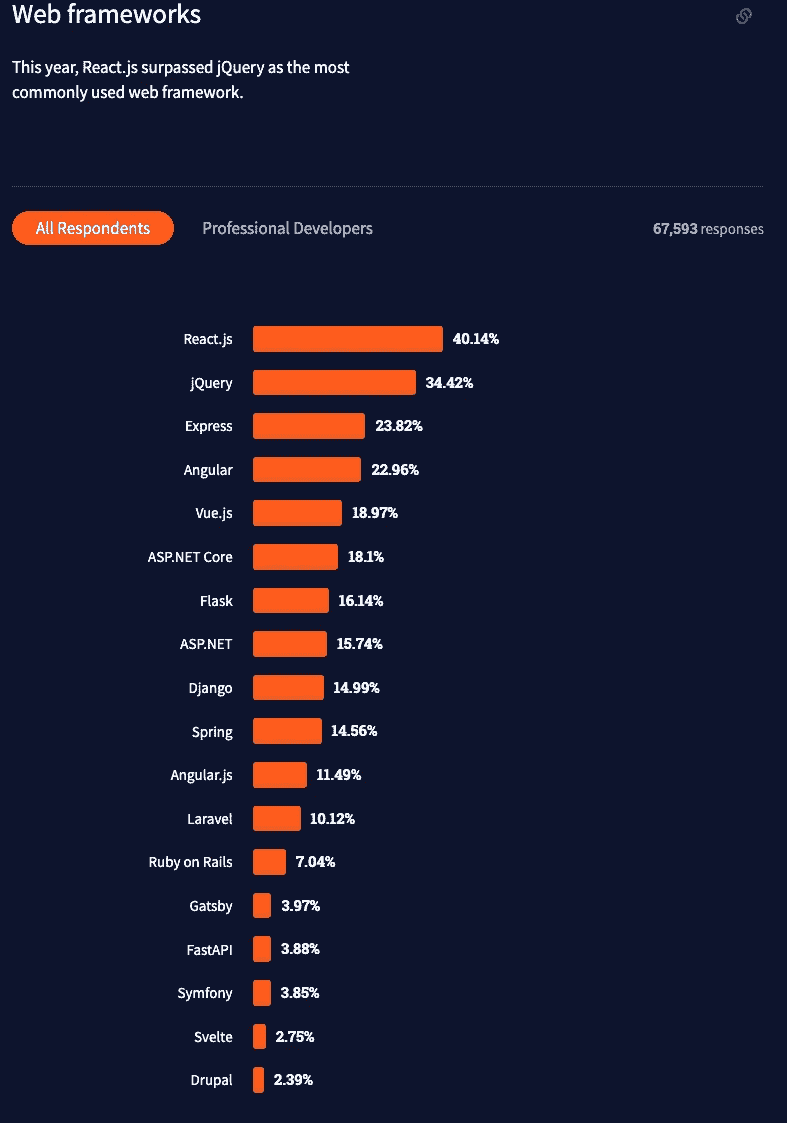 Web frameworks
This year, React.js surpassed jQuery as the most
commonly used web framework.
All Respondents Professional Developers 67,593 responses
React.js 40.14%
jQuery 34.42%
Express 23.82%
Angular 22.96%
Vue.js 18.97%
ASP.NET Core 18.1%
Flask 16.14%
ASP.NET 15.74%
Django 14.99%
Spring 14.56%
Angular.js 11.49%
Laravel 10.12%
Ruby on Rails 7.04%
Gatsby 3.97%
FastAPI 3.88%
Symfony 3.85%
Svelte 2.75%
Drupal 2.39%